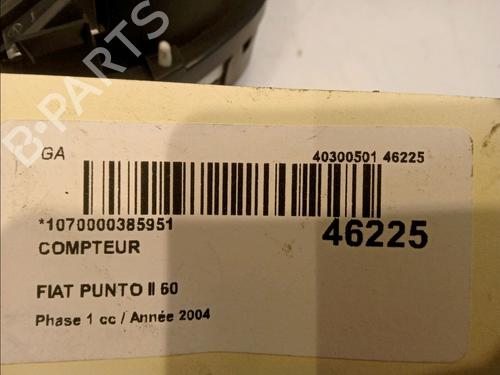 B-PARTS
GA
40300501 46225
*1070000385951
46225
COMPTEUR
FIAT PUNTO II 60
Phase 1 cc / Année 2004